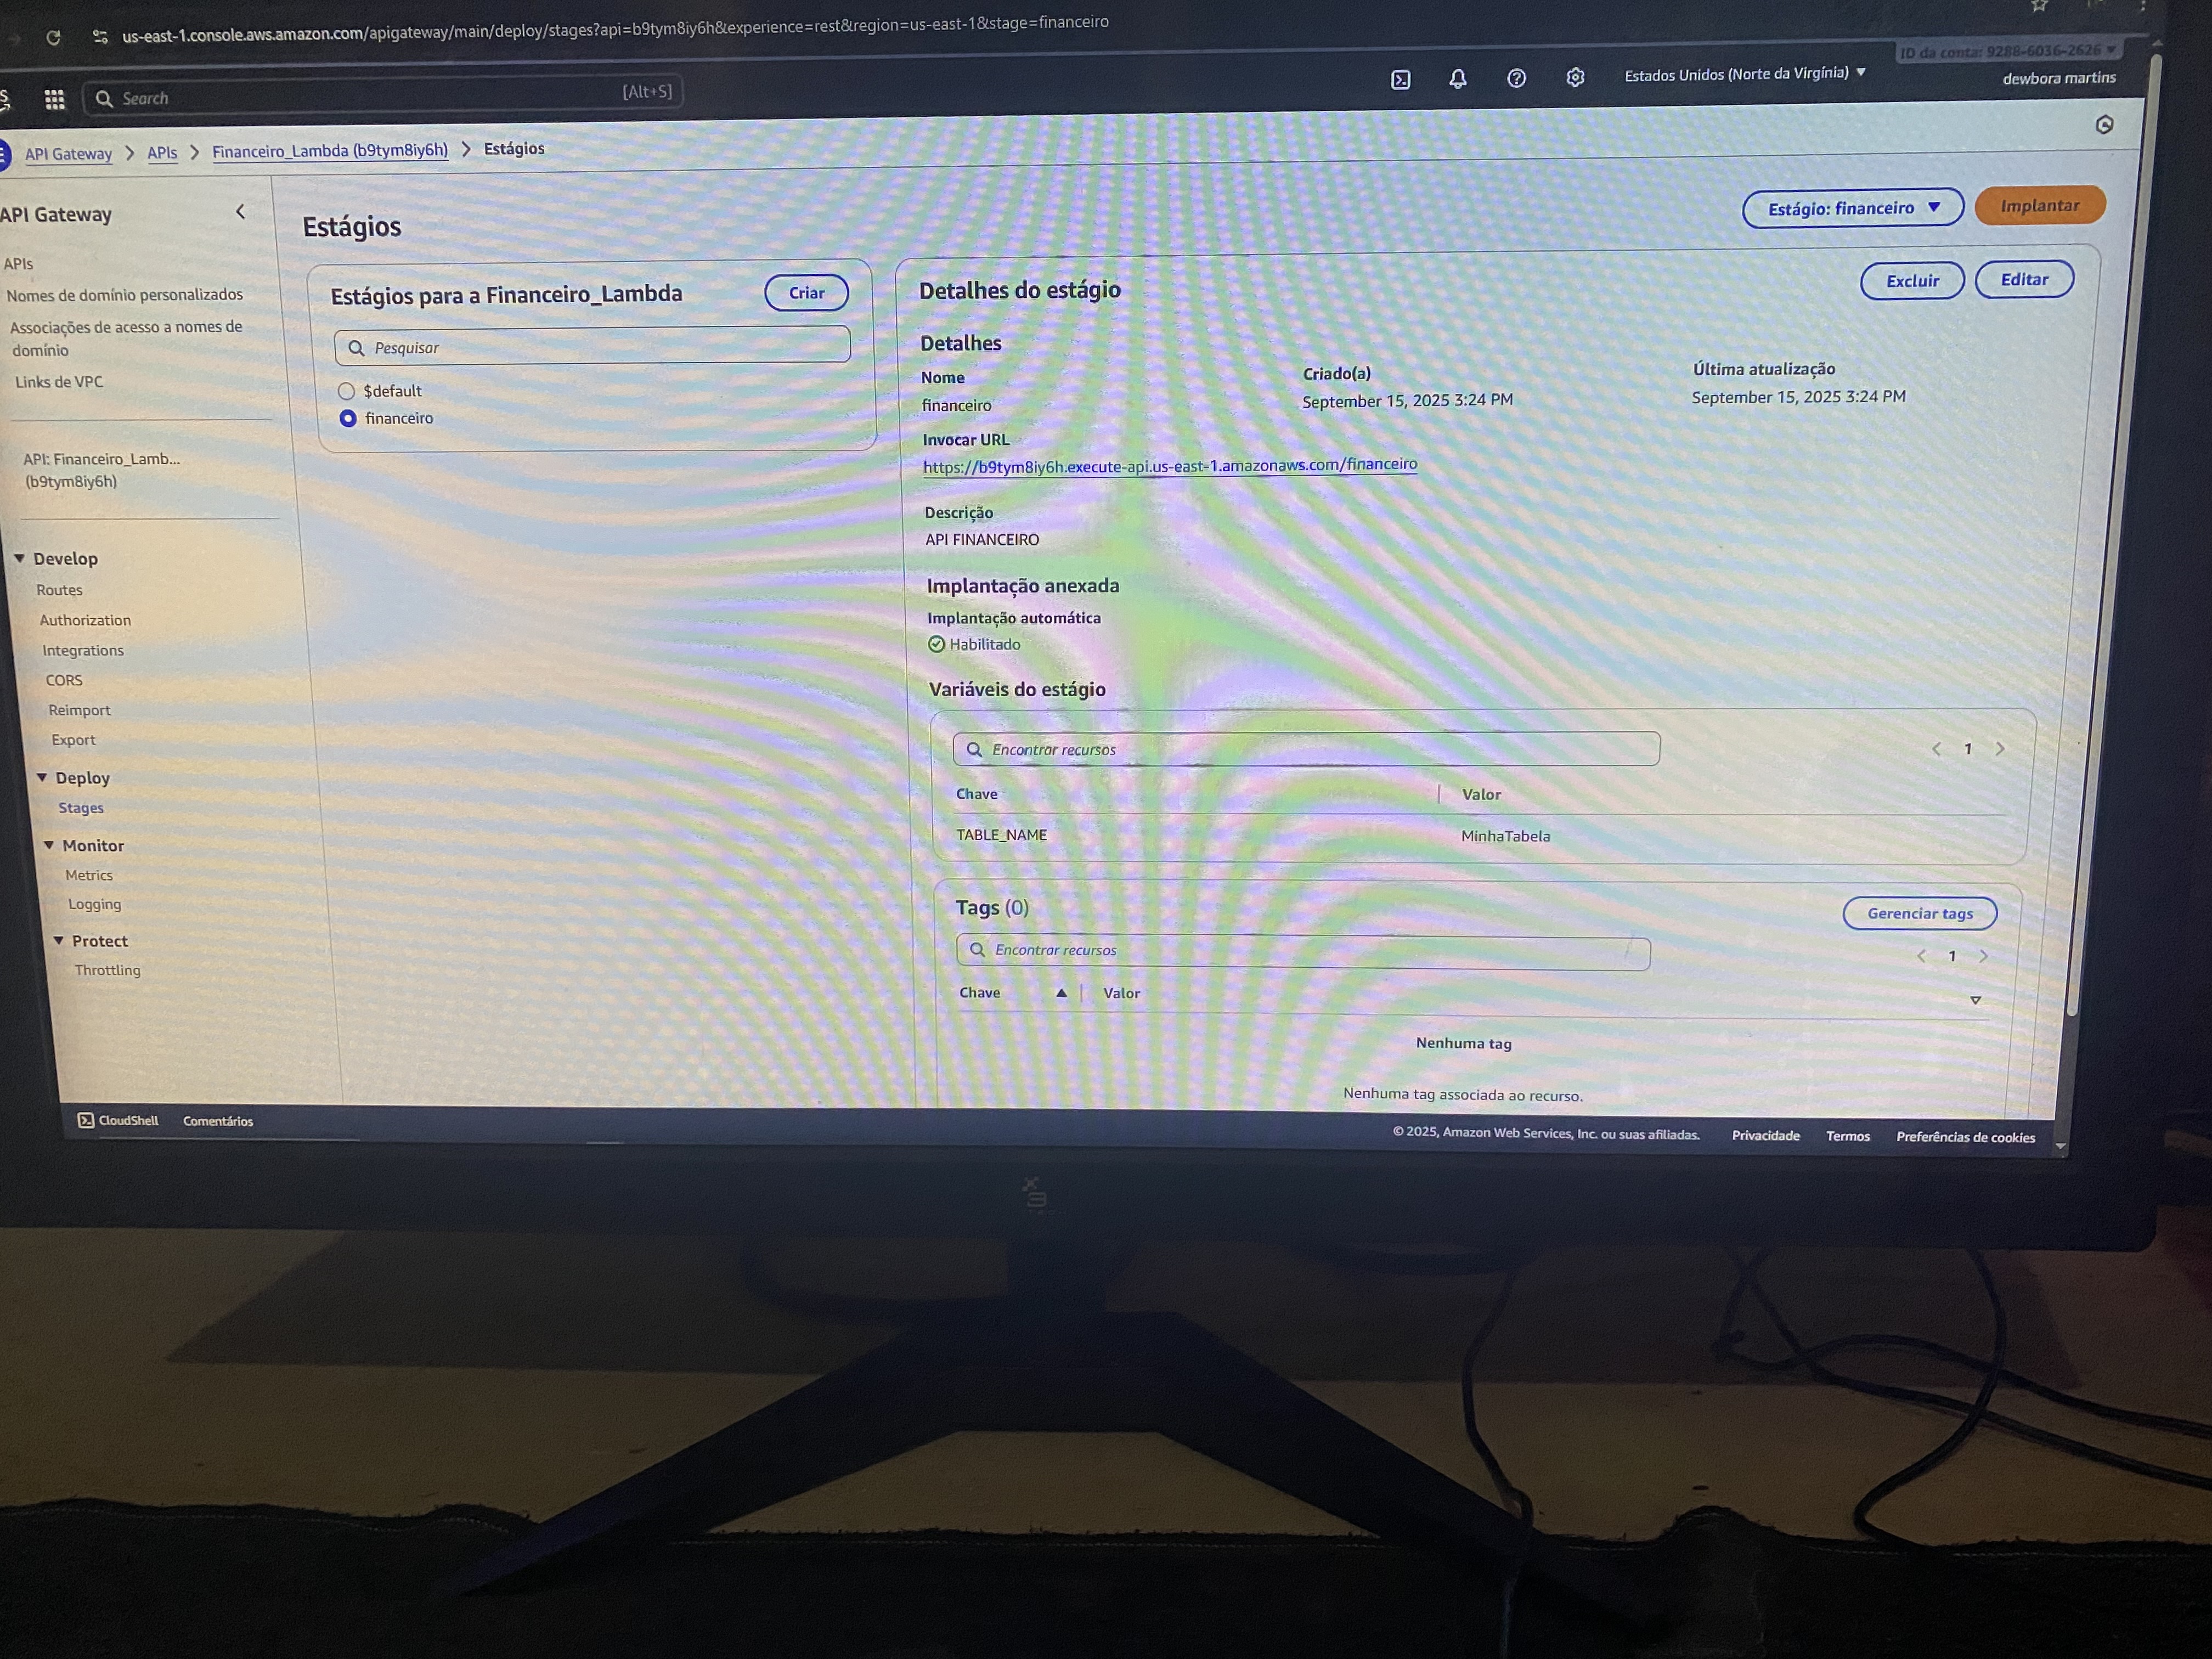 us-east-1.console.aws.amazon.com/apigateway/main/deploy/stages?api=b9tym8iy6h&experience=rest&region=us-east-1&stage=financeiro
Search
[Alt+S]
Estados Unidos (Norte da Virgínia)
ID da conta: 9288-6036-2626
dewbora martins
API Gateway
APIs
Financeiro_Lambda (b9tym8iy6h)
Estágios
API Gateway
APIs
Nomes de domínio personalizados
Associações de acesso a nomes de
domínio
Links de VPC
API: Financeiro_Lamb...
(b9tym8iy6h)
Develop
Routes
Authorization
Integrations
CORS
Reimport
Export
Deploy
Stages
Monitor
Metrics
Logging
Protect
Throttling
Estágios
Estágio: financeiro
Implantar
Estágios para a Financeiro_Lambda
Criar
Pesquisar
$default
financeiro
Detalhes do estágio
Excluir
Editar
Detalhes
Nome
financeiro
Criado(a)
September 15, 2025 3:24 PM
Última atualização
September 15, 2025 3:24 PM
Invocar URL
https://b9tym8iy6h.execute-api.us-east-1.amazonaws.com/financeiro
Descrição
API FINANCEIRO
Implantação anexada
Implantação automática
Habilitado
Variáveis do estágio
Encontrar recursos
1
Chave
Valor
TABLE_NAME
MinhaTabela
Tags (0)
Gerenciar tags
Encontrar recursos
1
Chave
Valor
Nenhuma tag
Nenhuma tag associada ao recurso.
CloudShell
Comentários
© 2025, Amazon Web Services, Inc. ou suas afiliadas.
Privacidade
Termos
Preferências de cookies